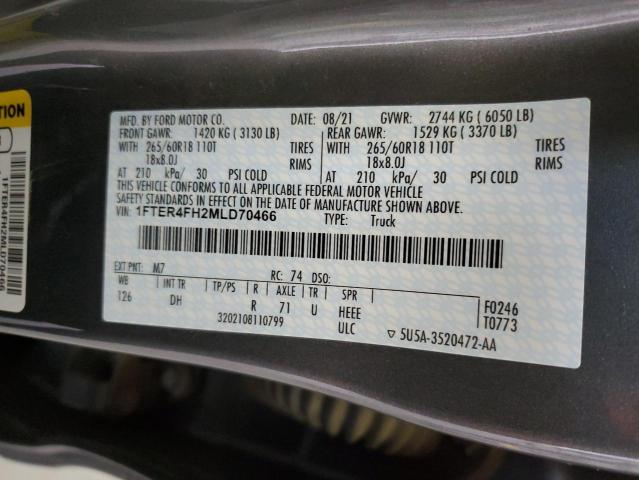 MFD. BY FORD MOTOR CO. DATE: 08/21 GVWR: 2744 KG ( 6050 LB)
FRONT GAWR: 1420 KG ( 3130 LB) REAR GAWR: 1529 KG ( 3370 LB)
WITH 265/60R18 110T TIRES WITH 265/60R18 110T TIRES
18x8.0J RIMS 18x8.0J RIMS
AT 210 kPa/ 30 PSI COLD AT 210 kPa/ 30 PSI COLD
THIS VEHICLE CONFORMS TO ALL APPLICABLE FEDERAL MOTOR VEHICLE
SAFETY STANDARDS IN EFFECT ON THE DATE OF MANUFACTURE SHOWN ABOVE.
VIN: 1FTER4FH2MLD70466 TYPE: Truck
EXT PNT: M7 RC: 74 DSO:
WB INT TR TP/PS R AXLE TR SPR
126 DH R 71 U HEEE F0246
3202108110799 ULC T0773
▽ 5U5A-3520472-AA
1FTER4FH2MLD70466